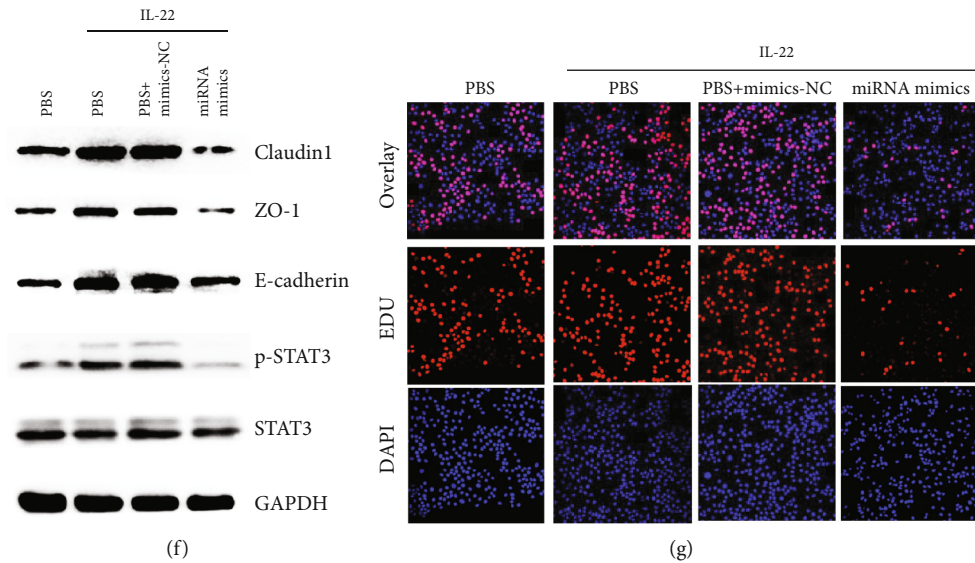 IL-22
PBS
PBS
PBS+
mimics-NC
miRNA
mimics
Claudin1
ZO-1
E-cadherin
p-STAT3
STAT3
GAPDH
(f)
IL-22
PBS
PBS
PBS+mimics-NC
miRNA mimics
Overlay
EDU
DAPI
(g)